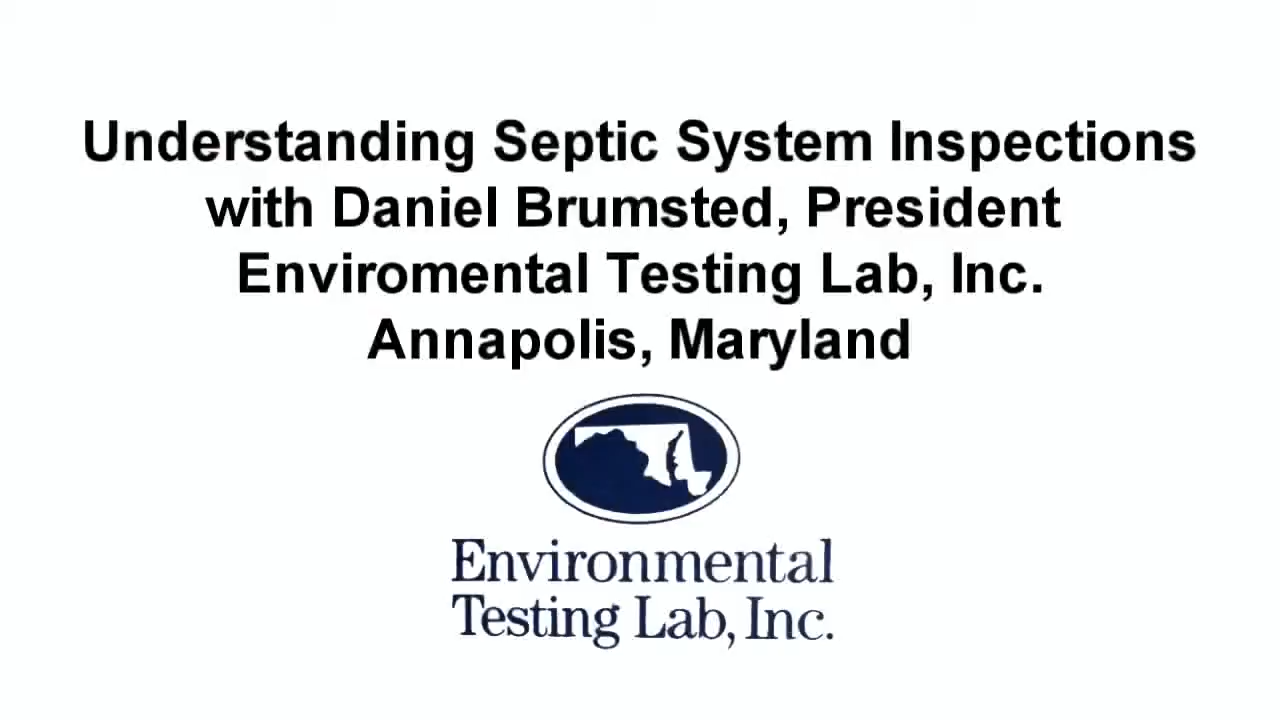 Understanding Septic System Inspections
with Daniel Brumsted, President
Enviromental Testing Lab, Inc.
Annapolis, Maryland
Environmental
Testing Lab, Inc.